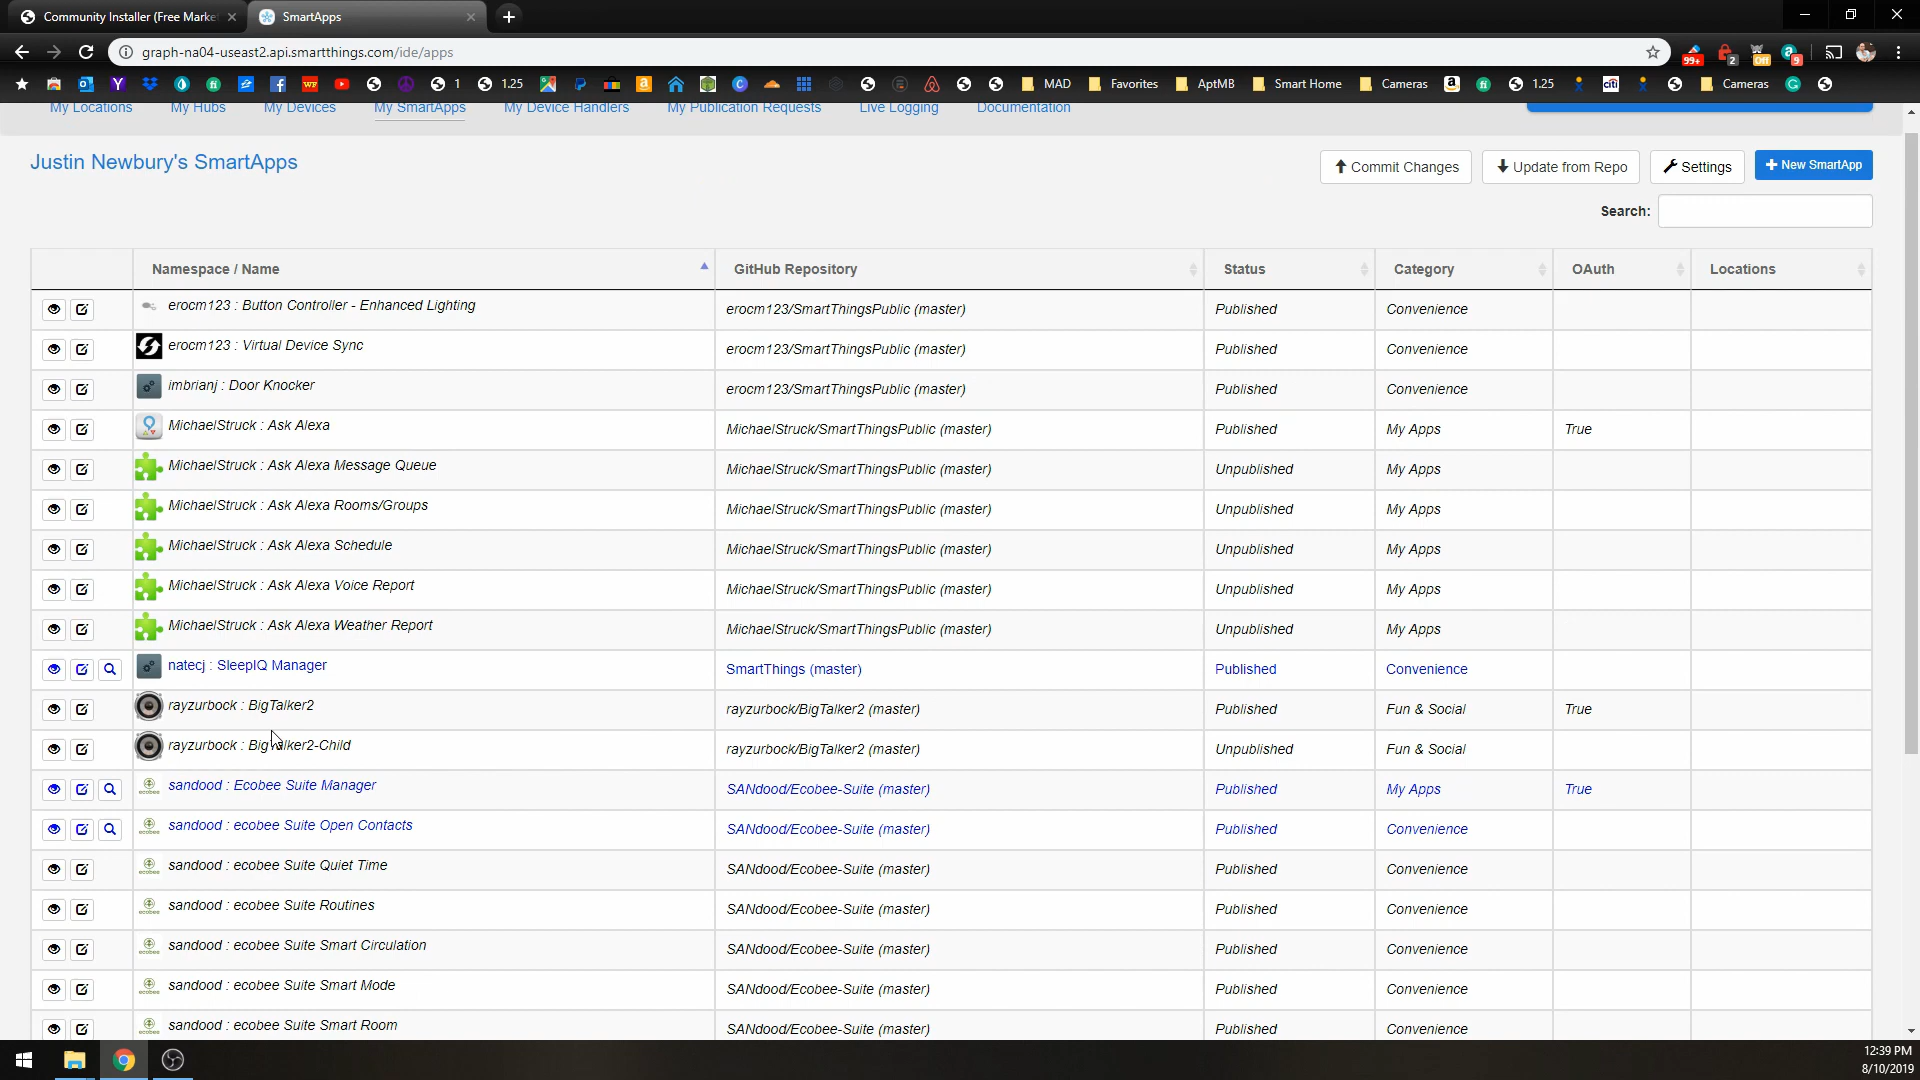 Community Installer (Free Marke
SmartApps
graph-na04-useast2.api.smartthings.com/ide/apps
99+
2
Off
9
1
1.25
MAD
Favorites
AptMB
Smart Home
Cameras
1.25
citi
Cameras
My Locations
My Hubs
My Devices
My SmartApps
My Device Handlers
My Publication Requests
Live Logging
Documentation
Justin Newbury's SmartApps
Commit Changes
Update from Repo
Settings
New SmartApp
Search:
Namespace / Name GitHub Repository Status Category OAuth Locations
erocm123 : Button Controller - Enhanced Lighting erocm123/SmartThingsPublic (master) Published Convenience
erocm123 : Virtual Device Sync erocm123/SmartThingsPublic (master) Published Convenience
imbrianj : Door Knocker erocm123/SmartThingsPublic (master) Published Convenience
MichaelStruck : Ask Alexa MichaelStruck/SmartThingsPublic (master) Published My Apps True
MichaelStruck : Ask Alexa Message Queue MichaelStruck/SmartThingsPublic (master) Unpublished My Apps
MichaelStruck : Ask Alexa Rooms/Groups MichaelStruck/SmartThingsPublic (master) Unpublished My Apps
MichaelStruck : Ask Alexa Schedule MichaelStruck/SmartThingsPublic (master) Unpublished My Apps
MichaelStruck : Ask Alexa Voice Report MichaelStruck/SmartThingsPublic (master) Unpublished My Apps
MichaelStruck : Ask Alexa Weather Report MichaelStruck/SmartThingsPublic (master) Unpublished My Apps
natecj : SleepIQ Manager SmartThings (master) Published Convenience
rayzurbock : BigTalker2 rayzurbock/BigTalker2 (master) Published Fun & Social True
rayzurbock : BigTalker2-Child rayzurbock/BigTalker2 (master) Unpublished Fun & Social
sandood : Ecobee Suite Manager SANdood/Ecobee-Suite (master) Published My Apps True
sandood : ecobee Suite Open Contacts SANdood/Ecobee-Suite (master) Published Convenience
sandood : ecobee Suite Quiet Time SANdood/Ecobee-Suite (master) Published Convenience
sandood : ecobee Suite Routines SANdood/Ecobee-Suite (master) Published Convenience
sandood : ecobee Suite Smart Circulation SANdood/Ecobee-Suite (master) Published Convenience
sandood : ecobee Suite Smart Mode SANdood/Ecobee-Suite (master) Published Convenience
sandood : ecobee Suite Smart Room SANdood/Ecobee-Suite (master) Published Convenience
12:39 PM
8/10/2019